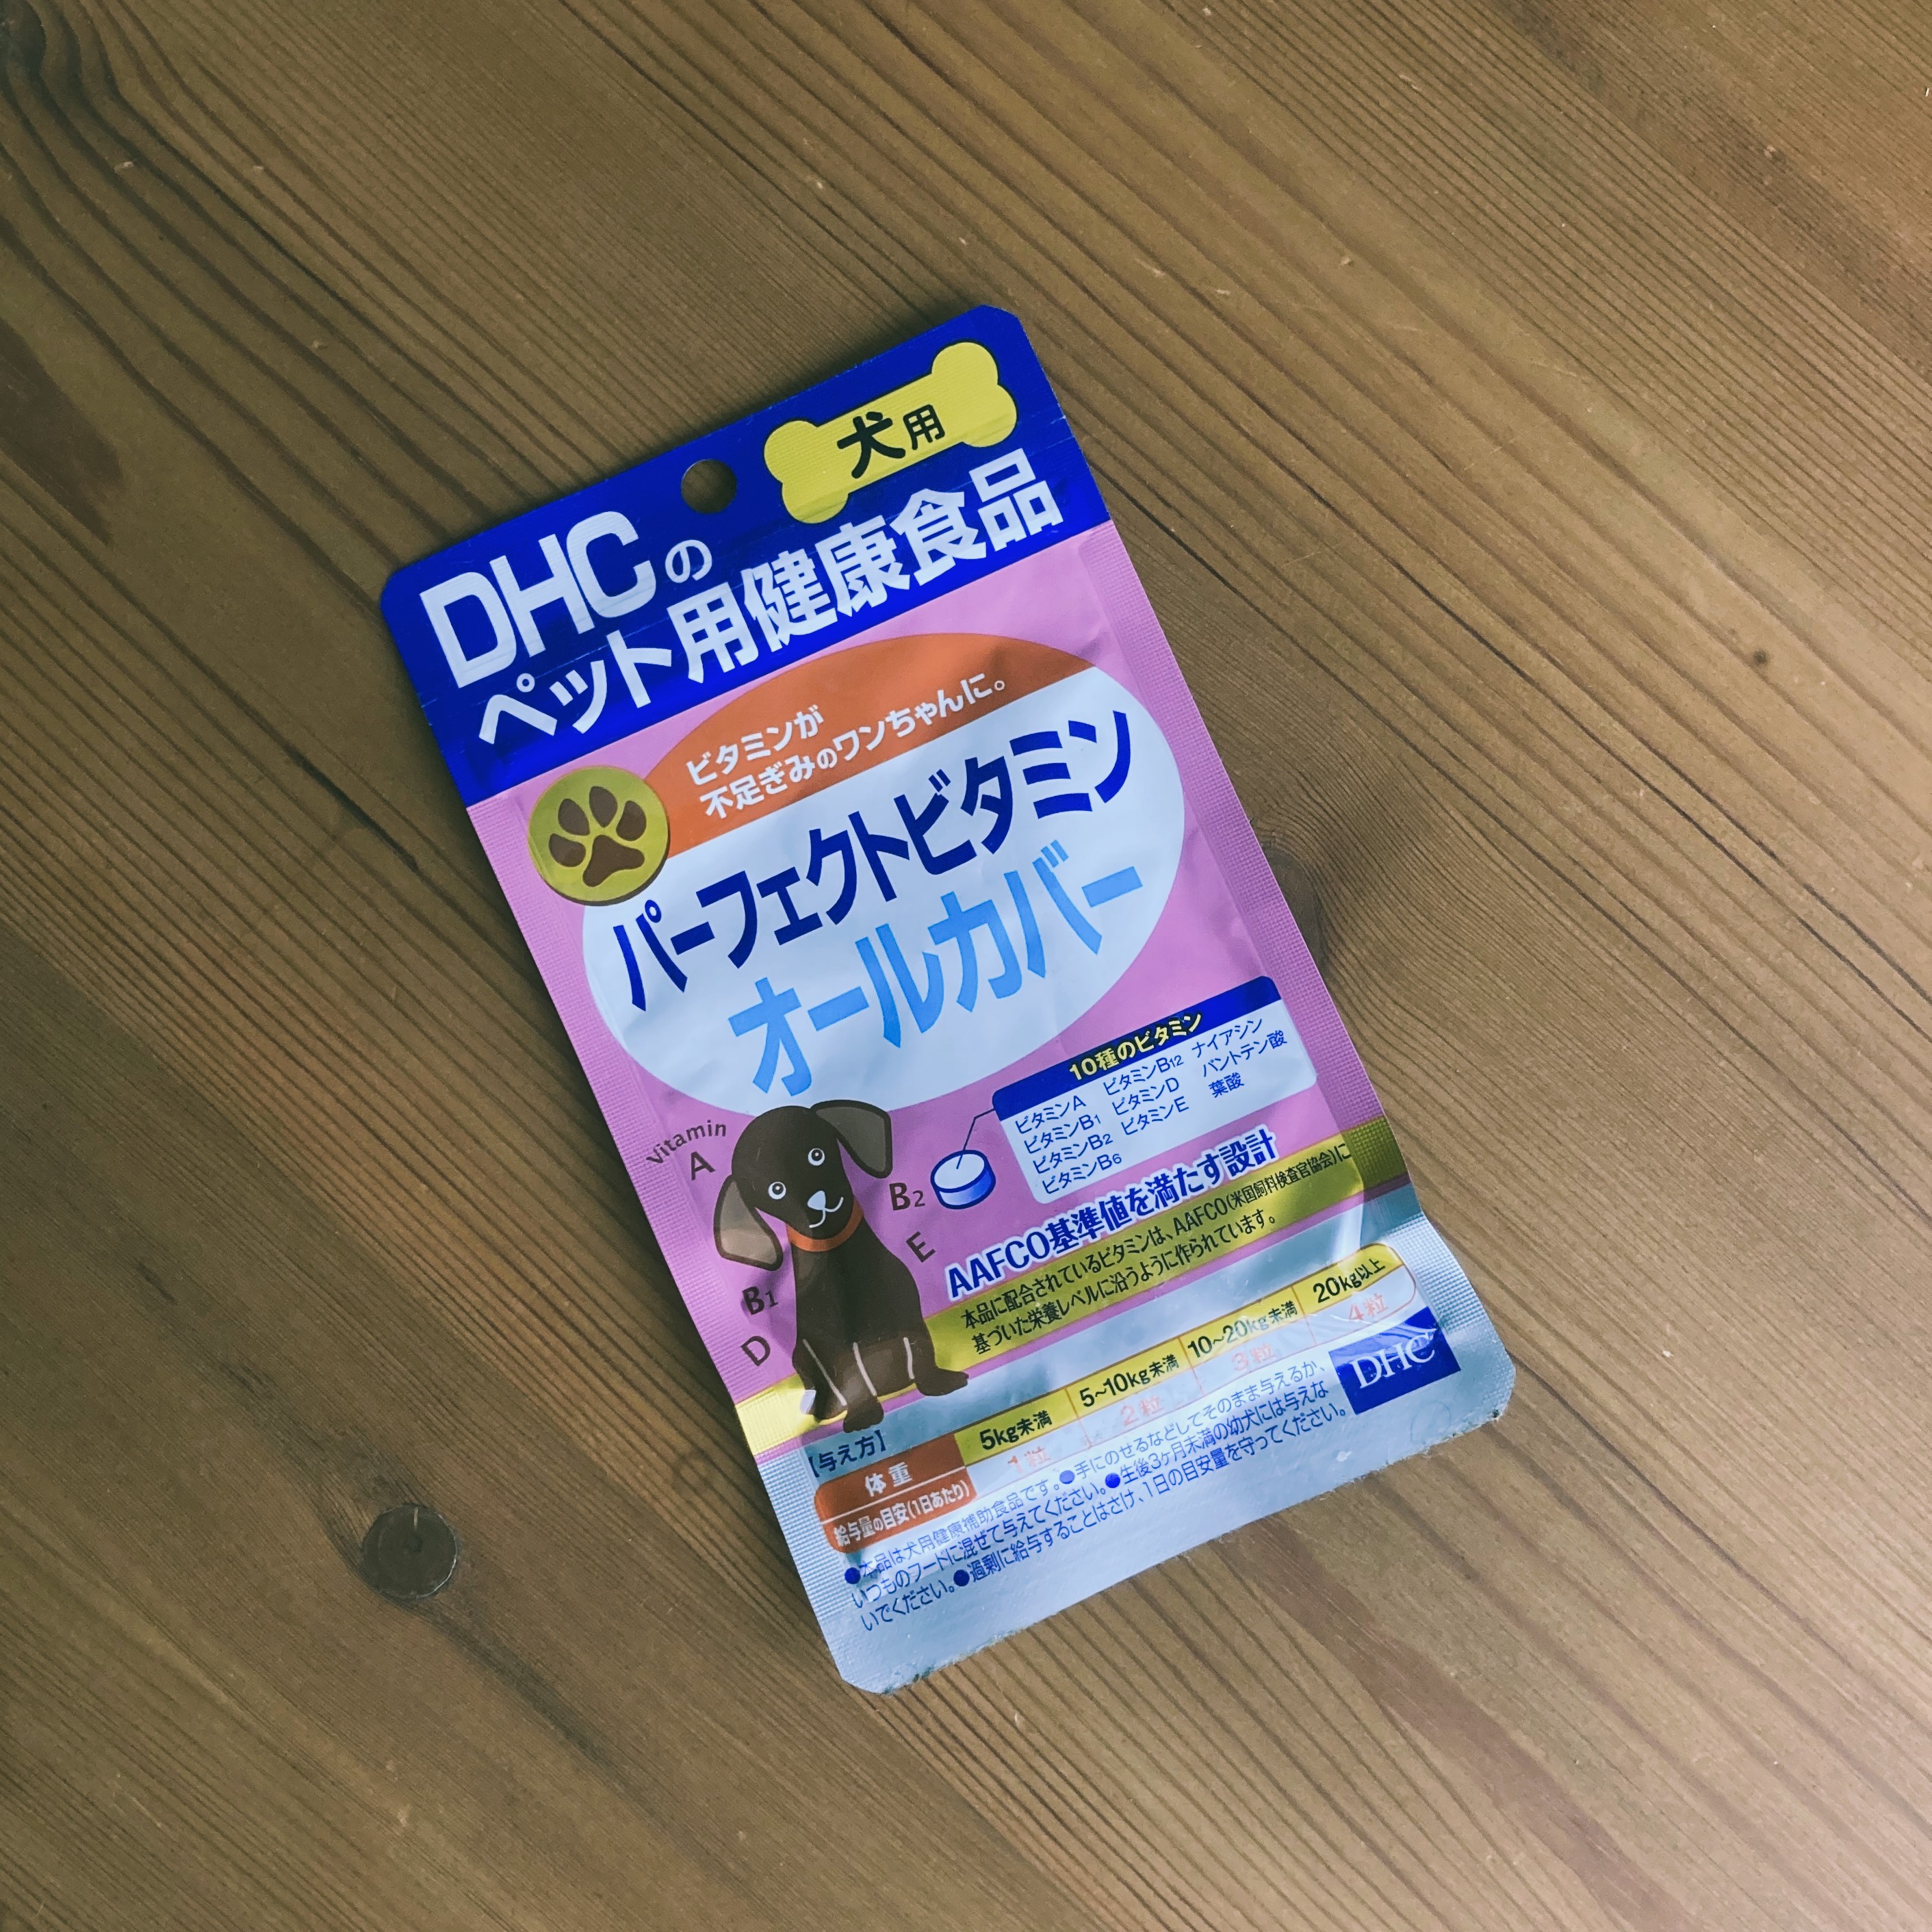 犬用
DHCの
ペット用健康食品
ビタミンが
不足ぎみのワンちゃんに。
パーフェクトビタミン
オールカバー
10種のビタミン
ビタミンA
ビタミンB1
ビタミンB2
ビタミンB6
ビタミンB12
ビタミンD
ビタミンE
ナイアシン
パントテン酸
葉酸
Vitamin
A
B2
E
B1
D
AAFCO基準値を満たす設計
本品に配合されているビタミンは、AAFCO(米国飼料検査官協会)に
基づいた栄養レベルに沿うように作られています。
【与え方】
体重 5kg未満 5~10kg未満 10~20kg未満 20kg以上
給与量の目安(1日あたり) 1粒 2粒 3粒 4粒
DHC
●本品は犬用健康補助食品です。●手にのせるなどしてそのまま与えるか、
いつものフードに混ぜて与えてください。●生後3ヶ月未満の幼犬には与えな
いでください。●過剰に給与することはさけ、1日の目安量を守ってください。